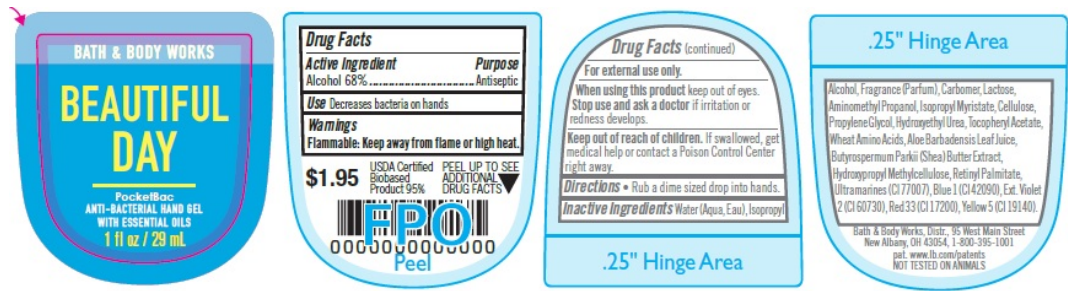 BATH & BODY WORKS
BEAUTIFUL
DAY
PocketBac
ANTI-BACTERIAL HAND GEL
WITH ESSENTIAL OILS
1 fl oz / 29 mL
Drug Facts
Active Ingredient Purpose
Alcohol 68%..............................Antiseptic
Use Decreases bacteria on hands
Warnings
Flammable: Keep away from flame or high heat.
$1.95
USDA Certified
Biobased
Product 95%
PEEL UP TO SEE
ADDITIONAL
DRUG FACTS
FPO
00000000000000
Peel
Drug Facts (continued)
For external use only.
When using this product keep out of eyes.
Stop use and ask a doctor if irritation or
redness develops.
Keep out of reach of children. If swallowed, get
medical help or contact a Poison Control Center
right away.
Directions • Rub a dime sized drop into hands.
Inactive Ingredients Water (Aqua, Eau), Isopropyl
.25" Hinge Area
.25" Hinge Area
Alcohol, Fragrance (Parfum), Carbomer, Lactose,
Aminomethyl Propanol, Isopropyl Myristate, Cellulose,
Propylene Glycol, Hydroxyethyl Urea, Tocopheryl Acetate,
Wheat Amino Acids, Aloe Barbadensis Leaf Juice,
Butyrospermum Parkii (Shea) Butter Extract,
Hydroxypropyl Methylcellulose, Retinyl Palmitate,
Ultramarines (CI 77007), Blue 1 (CI 42090), Ext. Violet
2 (CI 60730), Red 33 (CI 17200), Yellow 5 (CI 19140).
Bath & Body Works, Distr., 95 West Main Street
New Albany, OH 43054, 1-800-395-1001
pat. www.lb.com/patents
NOT TESTED ON ANIMALS